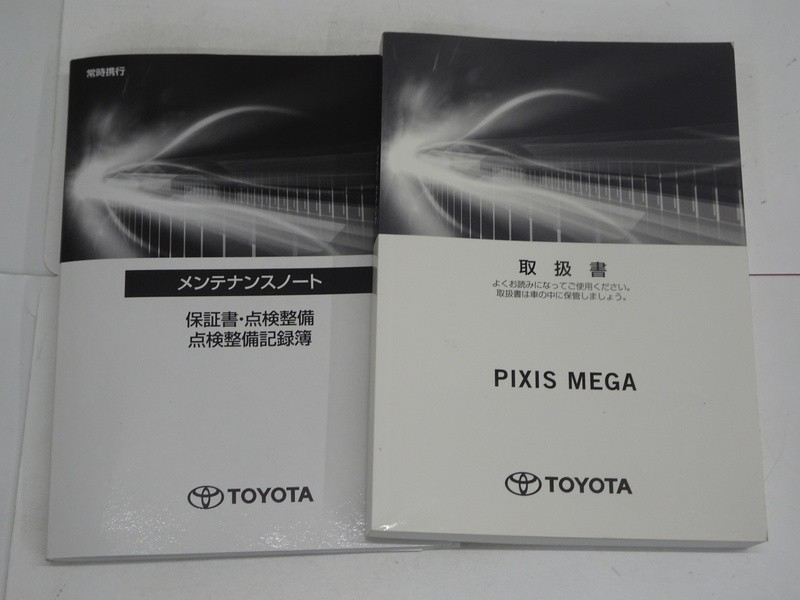 常時携行
メンテナンスノート
保証書・点検整備
点検整備記録簿
TOYOTA
取扱書
よくお読みになってご使用ください。
取扱書は車の中に保管しましょう。
PIXIS MEGA
TOYOTA